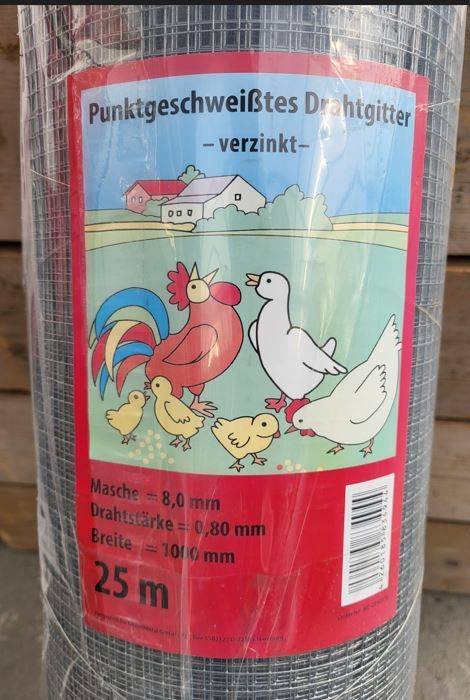 Punktgeschweißtes Drahtgitter
– verzinkt–
Masche = 8,0 mm
Drahtstärke = 0,80 mm
Breite = 1000 mm
25 m